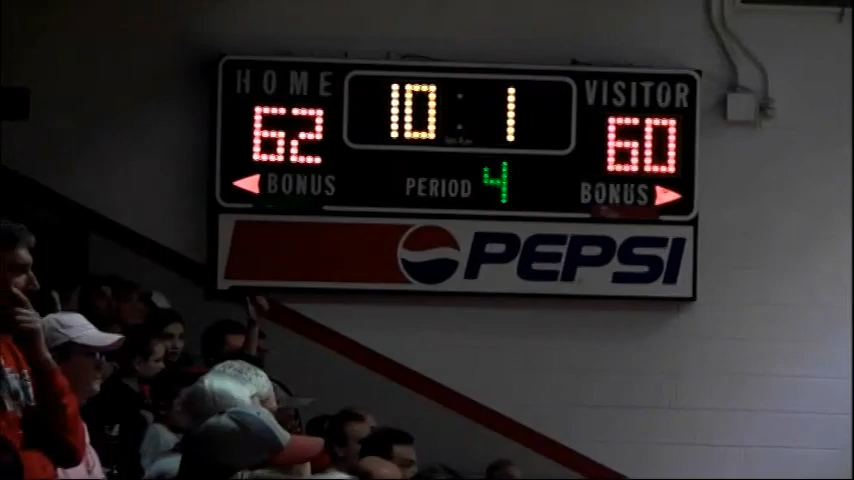 HOME 10 : 1 VISITOR
62 60
BONUS PERIOD 4 BONUS
PEPSI